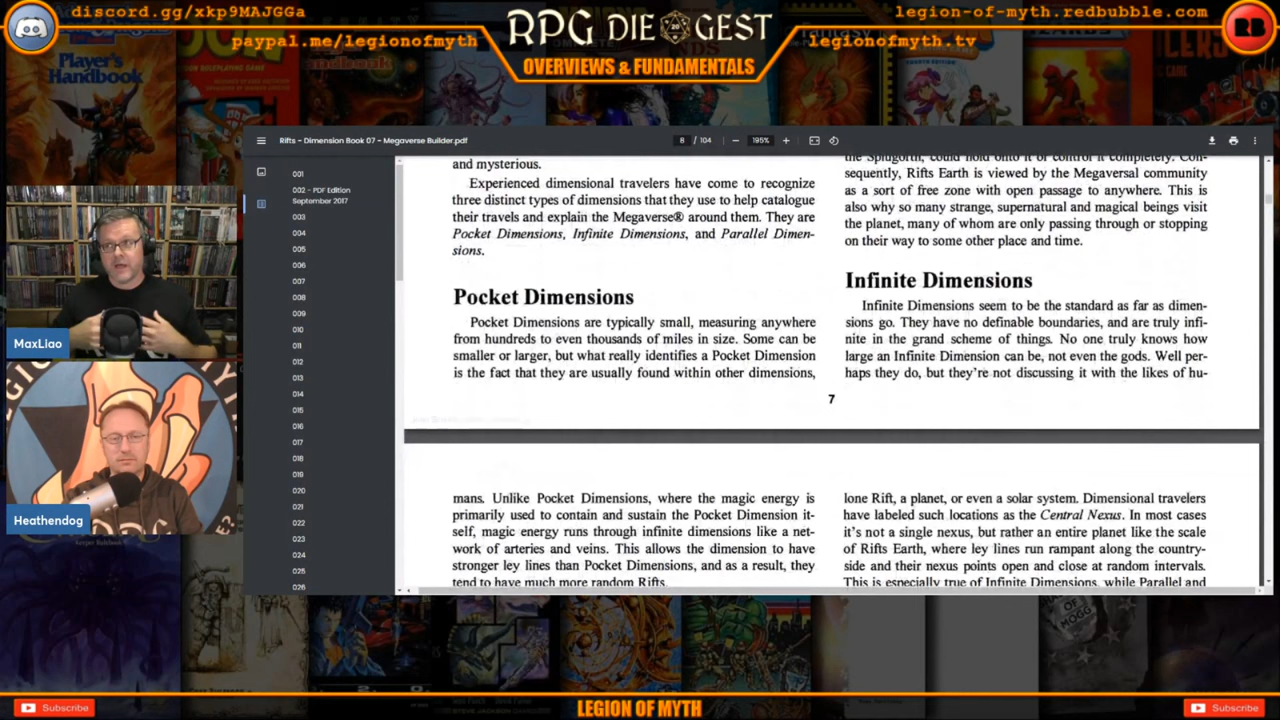 discord.gg/xkp9MAJGGa
paypal.me/legionofmyth
RPG DIE GEST
OVERVIEWS & FUNDAMENTALS
legion-of-myth.redbubble.com
legionofmyth.tv
RB
Player's
Handbook
Rifts - Dimension Book 07 - Megaverse Builder.pdf
8 / 104
195%
001
002 - PDF Edition
September 2017
003
004
005
006
007
008
009
010
011
012
013
014
015
016
017
018
019
020
021
022
023
024
025
026
and mysterious.
Experienced dimensional travelers have come to recognize
three distinct types of dimensions that they use to help catalogue
their travels and explain the Megaverse® around them. They are
Pocket Dimensions, Infinite Dimensions, and Parallel Dimen-
sions.
Pocket Dimensions
Pocket Dimensions are typically small, measuring anywhere
from hundreds to even thousands of miles in size. Some can be
smaller or larger, but what really identifies a Pocket Dimension
is the fact that they are usually found within other dimensions,
the Splugorth, could hold onto it or control it completely. Con-
sequently, Rifts Earth is viewed by the Megaversal community
as a sort of free zone with open passage to anywhere. This is
also why so many strange, supernatural and magical beings visit
the planet, many of whom are only passing through or stopping
on their way to some other place and time.
Infinite Dimensions
Infinite Dimensions seem to be the standard as far as dimen-
sions go. They have no definable boundaries, and are truly infi-
nite in the grand scheme of things. No one truly knows how
large an Infinite Dimension can be, not even the gods. Well per-
haps they do, but they're not discussing it with the likes of hu-
7
mans. Unlike Pocket Dimensions, where the magic energy is
primarily used to contain and sustain the Pocket Dimension it-
self, magic energy runs through infinite dimensions like a net-
work of arteries and veins. This allows the dimension to have
stronger ley lines than Pocket Dimensions, and as a result, they
tend to have much more random Rifts.
lone Rift, a planet, or even a solar system. Dimensional travelers
have labeled such locations as the Central Nexus. In most cases
it's not a single nexus, but rather an entire planet like the scale
of Rifts Earth, where ley lines run rampant along the country-
side and their nexus points open and close at random intervals.
This is especially true of Infinite Dimensions, while Parallel and
MaxLiao
Heathendog
Subscribe
LEGION OF MYTH
Subscribe